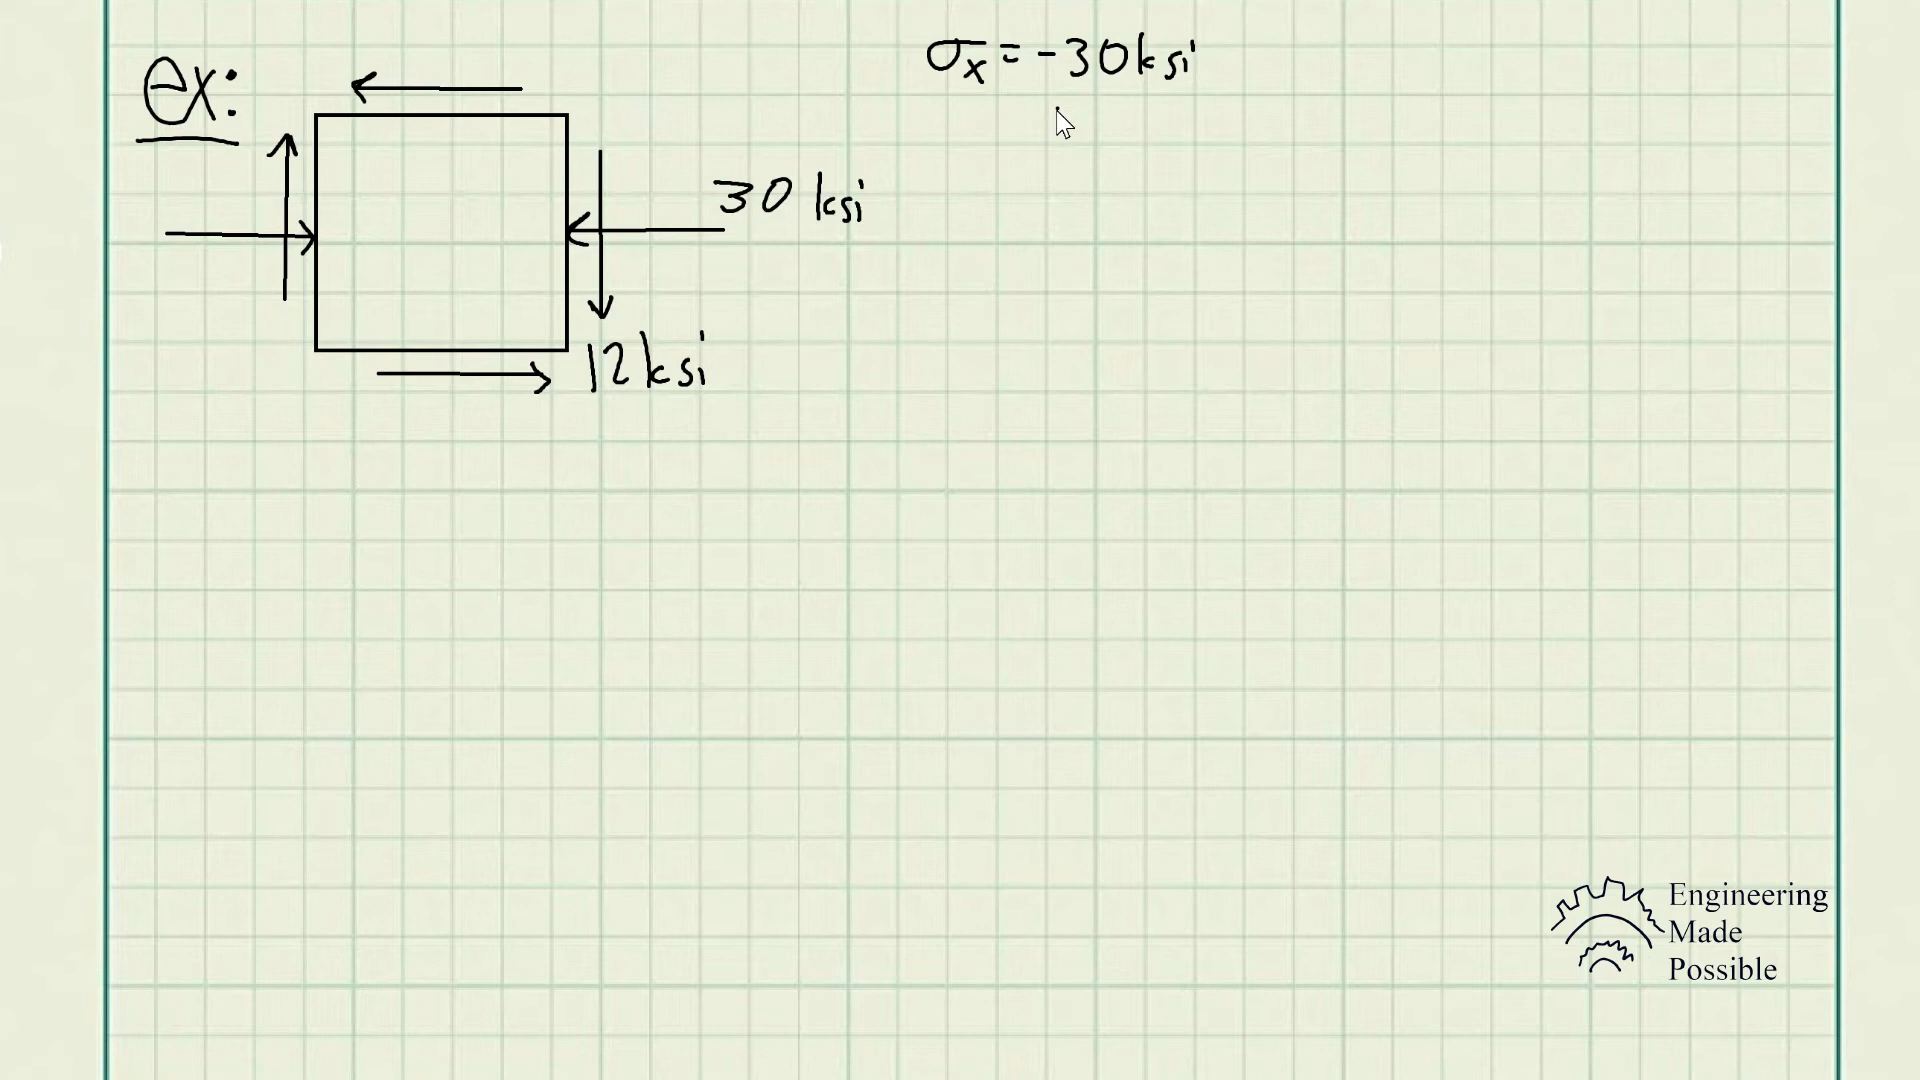 ex:
σx = -30ksi
30 ksi
12ksi
Engineering
Made
Possible